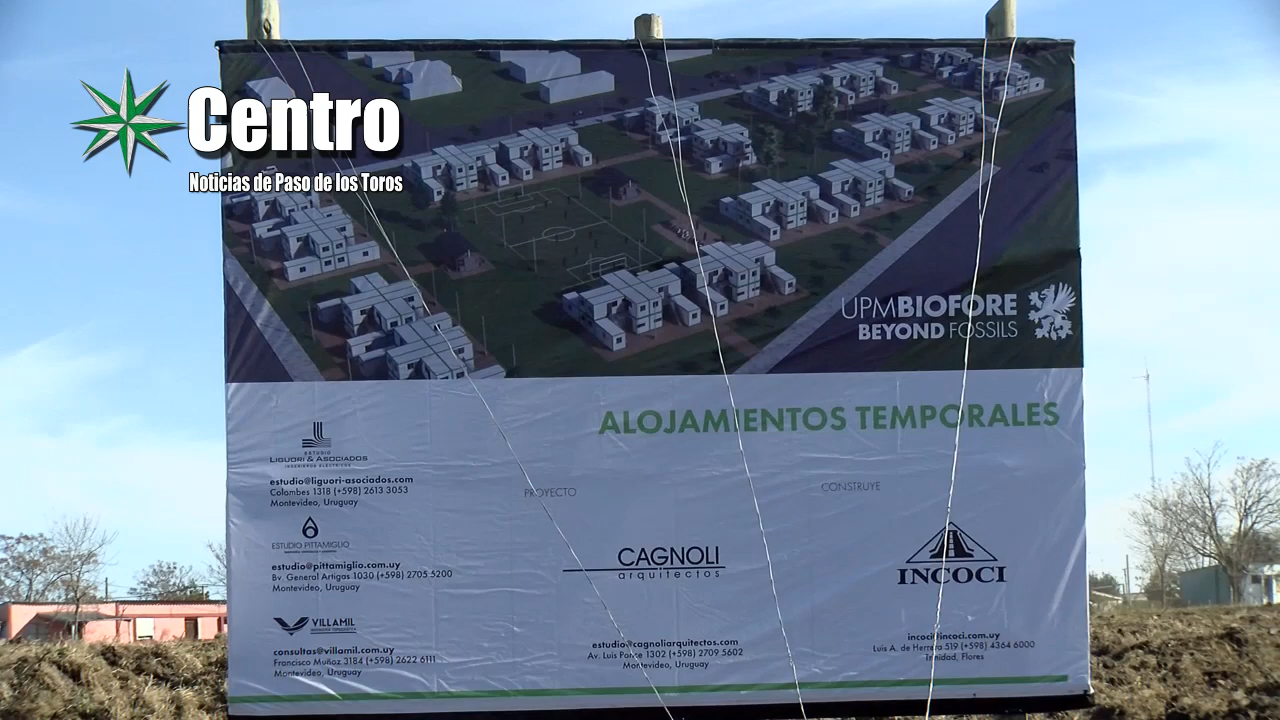 Centro
Noticias de Paso de los Toros
UPMBIOFORE
BEYOND FOSSILS
ALOJAMIENTOS TEMPORALES
ESTUDIO
LIGUORI & ASOCIADOS
INGENIEROS ELÉCTRICOS
estudio@liguori-asociados.com
Colombes 1318 (+598) 2613 3053
Montevideo, Uruguay
ESTUDIO PITTAMIGLIO
estudio@pittamiglio.com.uy
Bv. General Artigas 1030 (+598) 2705 5200
Montevideo, Uruguay
VILLAMIL
consultas@villamil.com.uy
Francisco Muñoz 3184 (+598) 2622 6111
Montevideo, Uruguay
PROYECTO
CAGNOLI
arquitectos
estudio@cagnoliarquitectos.com
Av. Luis Ponce 1302 (+598) 2709 5602
Montevideo, Uruguay
CONSTRUYE
INCOCI
incoci@incoci.com.uy
Luis A. de Herrera 519 (+598) 4364 6000
Trinidad, Flores